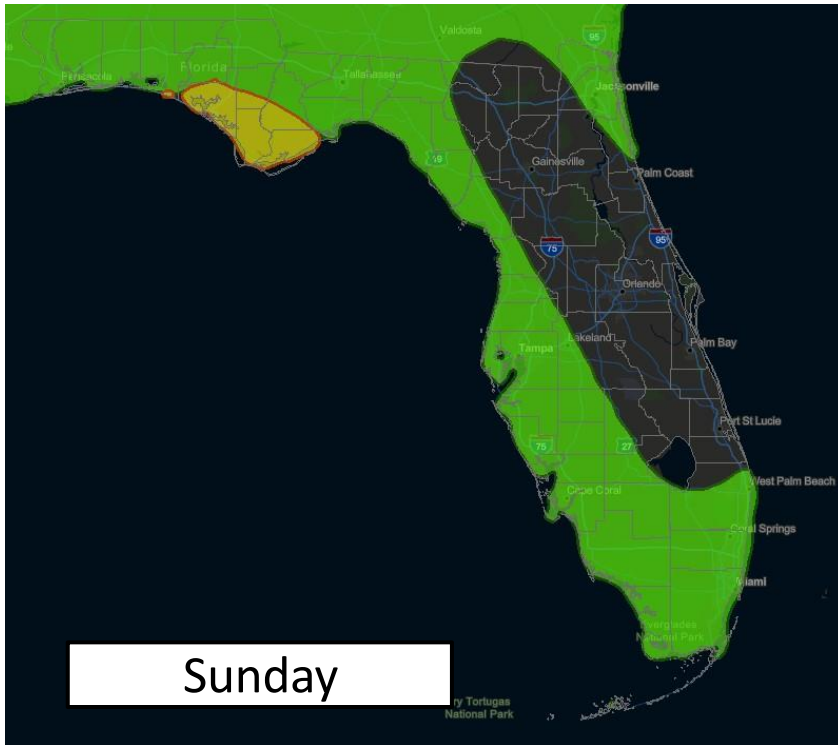 Valdosta
95
Florida
Pensacola
Tallahassee
Jacksonville
19
Gainesville
Palm Coast
75
95
Orlando
Lakeland
Tampa
Palm Bay
Port St Lucie
75
27
West Palm Beach
Cape Coral
Coral Springs
Miami
Everglades
National Park
Sunday
ry Tortugas
National Park